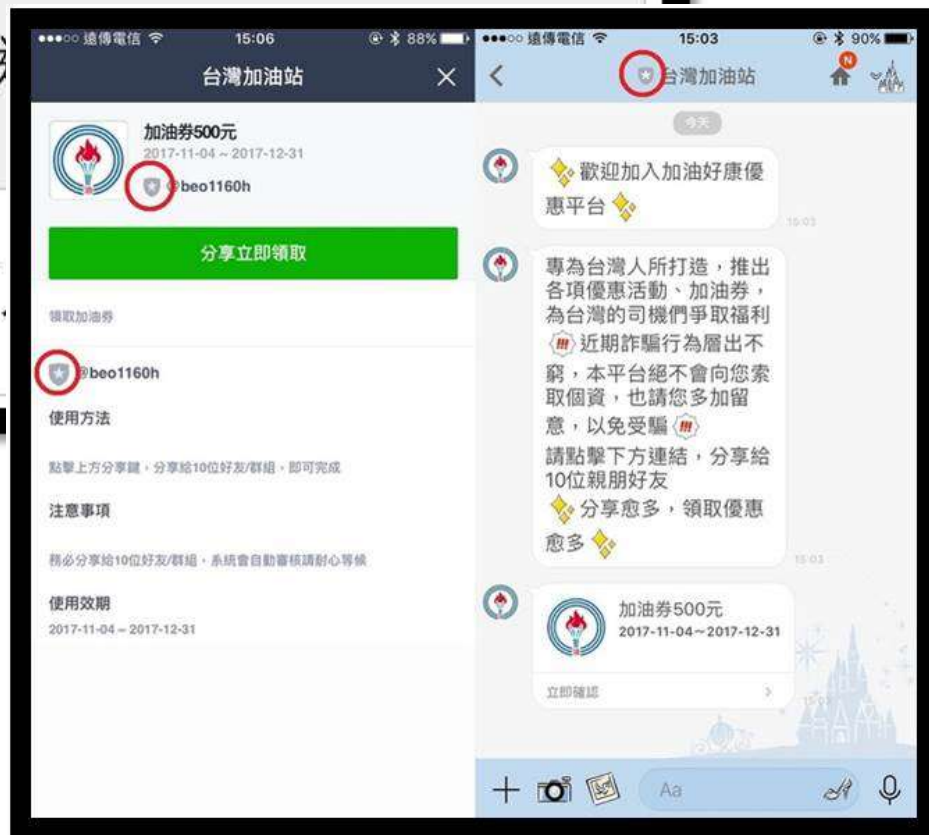 遠傳電信 15:06 88%
台灣加油站 ×
加油券500元
2017-11-04 ~ 2017-12-31
@beo1160h
分享立即領取
領取加油券
@beo1160h
使用方法
點擊上方分享鍵,分享給10位好友/群組,即可完成
注意事項
務必分享給10位好友/群組,系統會自動審核請耐心等候
使用效期
2017-11-04 ~ 2017-12-31
遠傳電信 15:03 90%
台灣加油站
N
今天
歡迎加入加油好康優
惠平台
15:03
專為台灣人所打造,推出
各項優惠活動、加油券,
為台灣的司機們爭取福利
!!! 近期詐騙行為層出不
窮,本平台絕不會向您索
取個資,也請您多加留
意,以免受騙 !!!
請點擊下方連結,分享給
10位親朋好友
分享愈多,領取優惠
愈多
15:03
加油券500元
2017-11-04~2017-12-31
立即確認
15:03
Aa